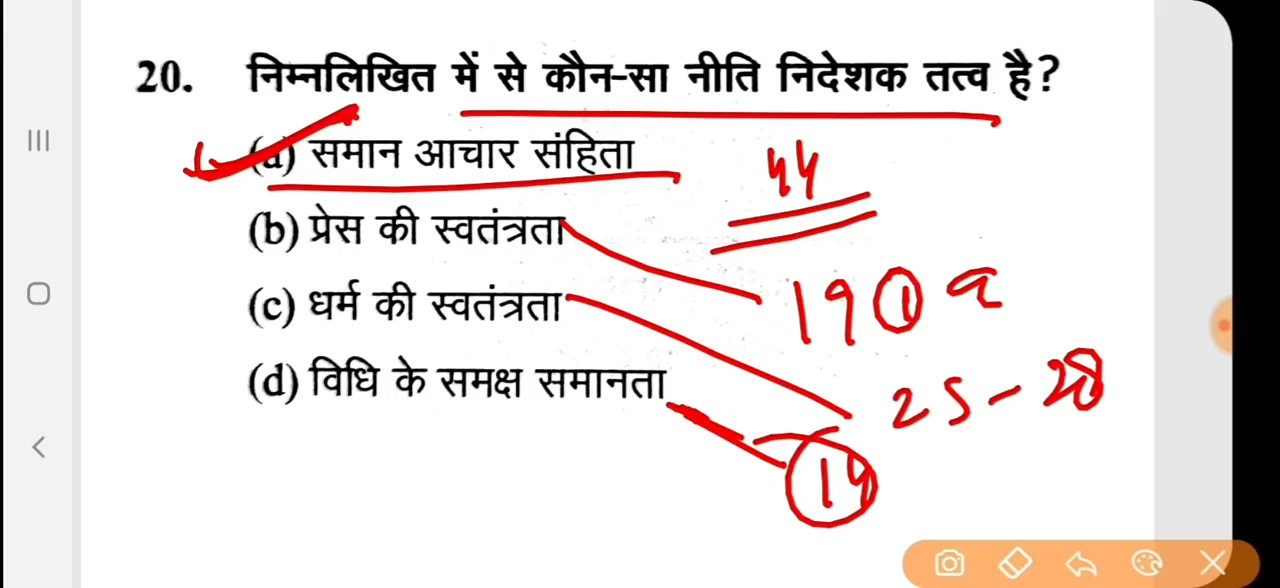 20. निम्नलिखित में से कौन-सा नीति निदेशक तत्व है?
(a) समान आचार संहिता
44
(b) प्रेस की स्वतंत्रता
19 (1) a
(c) धर्म की स्वतंत्रता
25-28
(d) विधि के समक्ष समानता
14